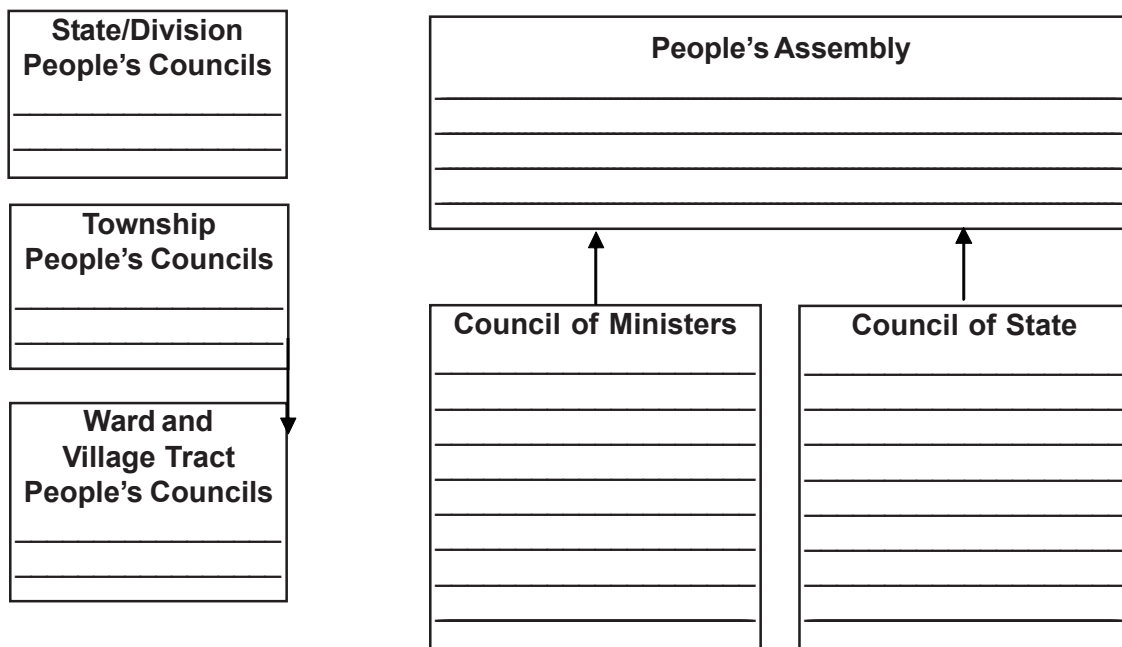 State/Division
People's Councils
Township
People's Councils
Ward and
Village Tract
People's Councils
People's Assembly
Council of Ministers
Council of State